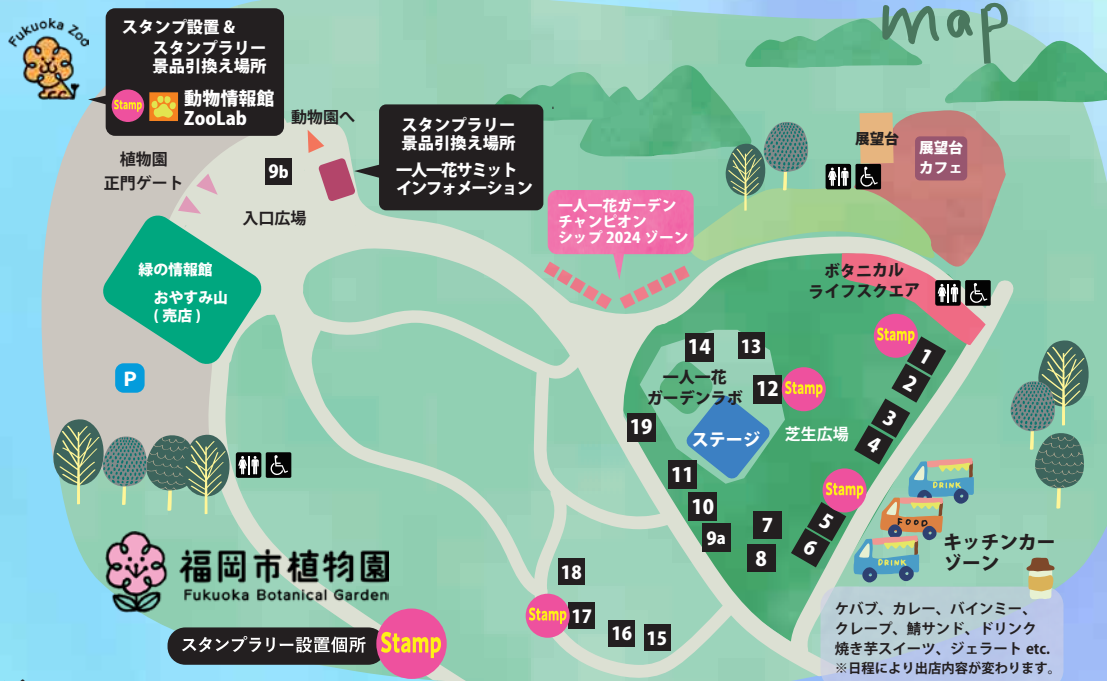 map
Fukuoka Zoo
スタンプ設置 &
スタンプラリー
景品引換え場所
Stamp
動物情報館
ZooLab
動物園へ
スタンプラリー
景品引換え場所
一人一花サミット
インフォメーション
植物園
正門ゲート
9b
入口広場
展望台
展望台
カフェ
一人一花ガーデン
チャンピオン
シップ 2024 ゾーン
緑の情報館
おやすみ山
( 売店 )
ボタニカル
ライフスクエア
P
Stamp
1
2
3
4
14
13
一人一花
ガーデンラボ
12
Stamp
19
ステージ
芝生広場
11
10
9a
7
8
Stamp
5
6
DRINK
FOOD
DRINK
キッチンカー
ゾーン
ケバブ、カレー、バインミー、
クレープ、鯖サンド、ドリンク
焼き芋スイーツ、ジェラート etc.
※日程により出店内容が変わります。
福岡市植物園
Fukuoka Botanical Garden
18
Stamp
17
16
15
スタンプラリー設置個所
Stamp